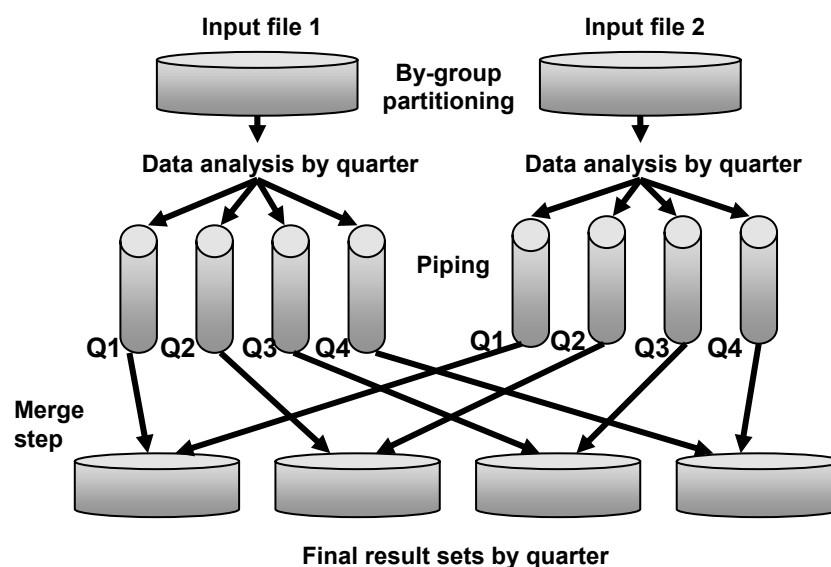 Input file 1
Input file 2
By-group
partitioning
Data analysis by quarter
Data analysis by quarter
Piping
Q1 Q2 Q3 Q4
Q1 Q2 Q3 Q4
Merge
step
Final result sets by quarter